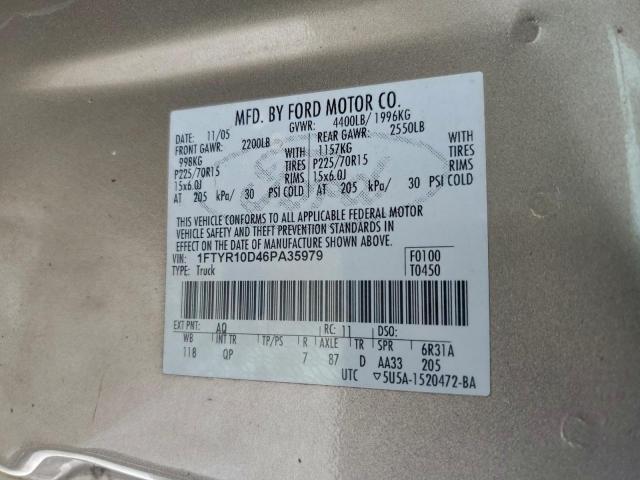 MFD. BY FORD MOTOR CO.
DATE: 11/05 GVWR: 4400LB/ 1996KG
FRONT GAWR: 2200LB REAR GAWR: 2550LB
998KG 1157KG
P225/70R15 TIRES P225/70R15 TIRES
15x6.0J RIMS 15x6.0J RIMS
AT 205 kPa/ 30 PSI COLD AT 205 kPa/ 30 PSI COLD
THIS VEHICLE CONFORMS TO ALL APPLICABLE FEDERAL MOTOR
VEHICLE SAFETY AND THEFT PREVENTION STANDARDS IN
EFFECT ON THE DATE OF MANUFACTURE SHOWN ABOVE.
VIN: 1FTYR10D46PA35979 F0100
TYPE: Truck T0450
EXT PNT: AQ RC: 11 DSO:
WB INT TR TP/PS R AXLE TR SPR 6R31A
118 QP 7 87 D AA33 205
UTC ▽5U5A-1520472-BA